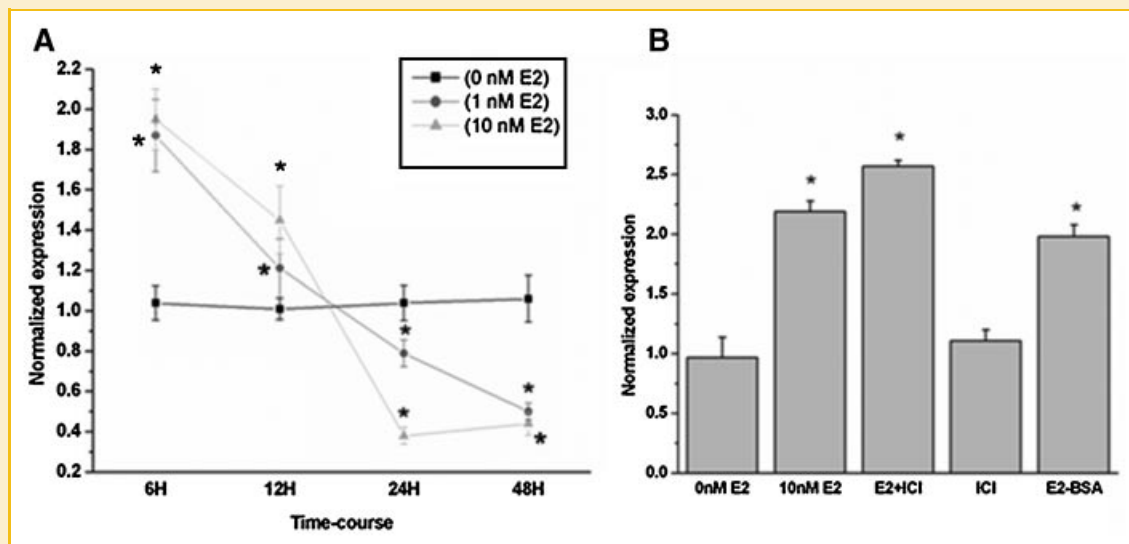 A
Normalized expression
2.2
2.0
1.8
1.6
1.4
1.2
1.0
0.8
0.6
0.4
0.2
*
*
*
*
*
*
*
*
(0 nM E2)
(1 nM E2)
(10 nM E2)
6H 12H 24H 48H
Time-course
B
Normalized expression
3.0
2.5
2.0
1.5
1.0
0.5
0.0
*
*
*
0nM E2 10nM E2 E2+ICI ICI E2-BSA